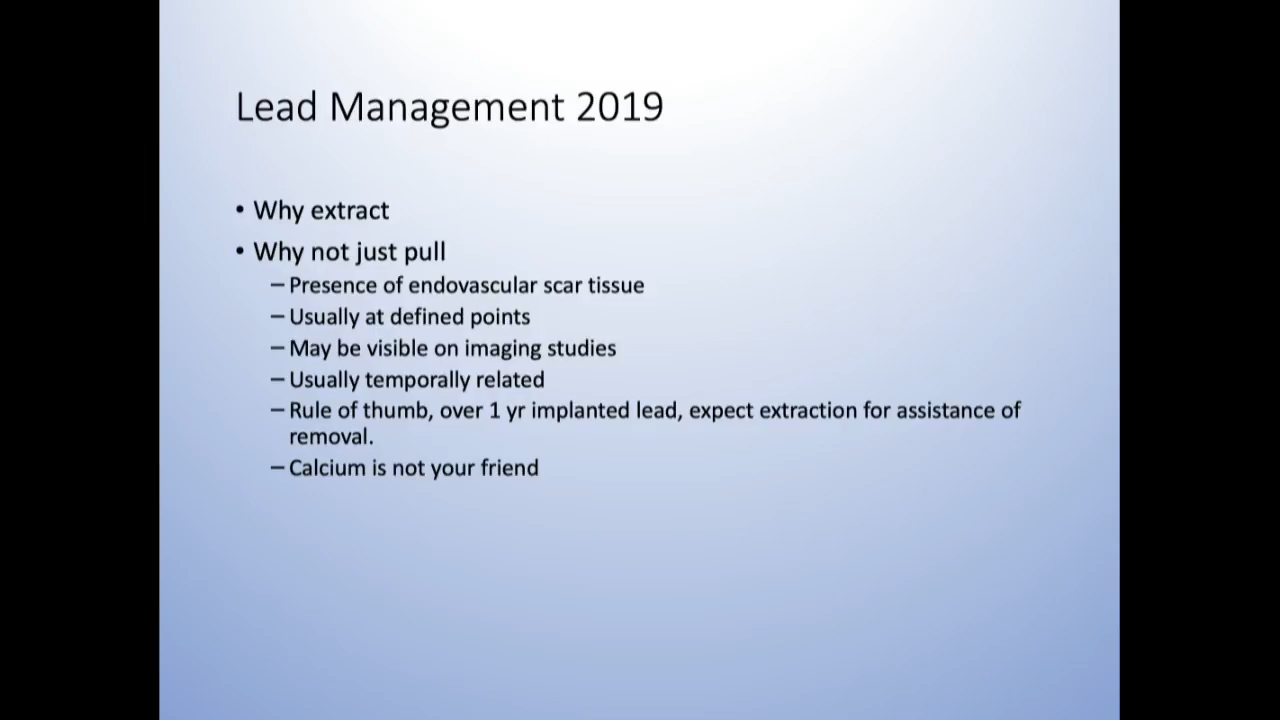 Lead Management 2019
• Why extract
• Why not just pull
– Presence of endovascular scar tissue
– Usually at defined points
– May be visible on imaging studies
– Usually temporally related
– Rule of thumb, over 1 yr implanted lead, expect extraction for assistance of
removal.
– Calcium is not your friend